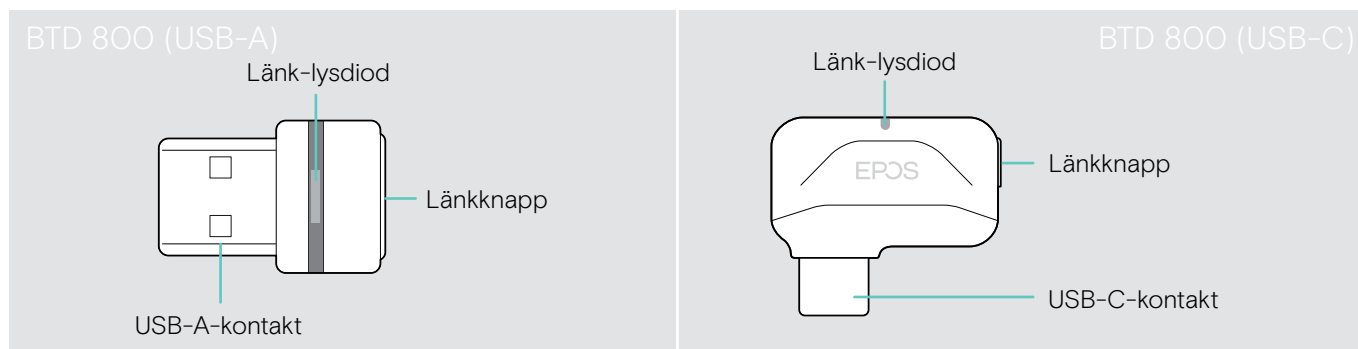 BTD 800 (USB-A)
Länk-lysdiod
Länkknapp
USB-A-kontakt
BTD 800 (USB-C)
Länk-lysdiod
EPOS
Länkknapp
USB-C-kontakt